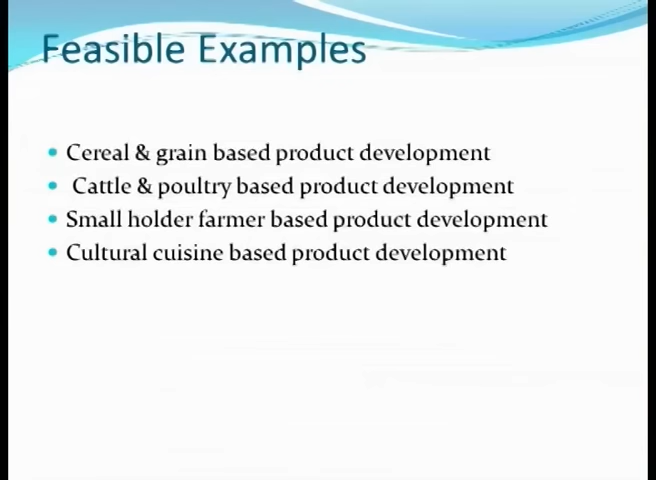 Feasible Examples
Cereal & grain based product development
Cattle & poultry based product development
Small holder farmer based product development
Cultural cuisine based product development